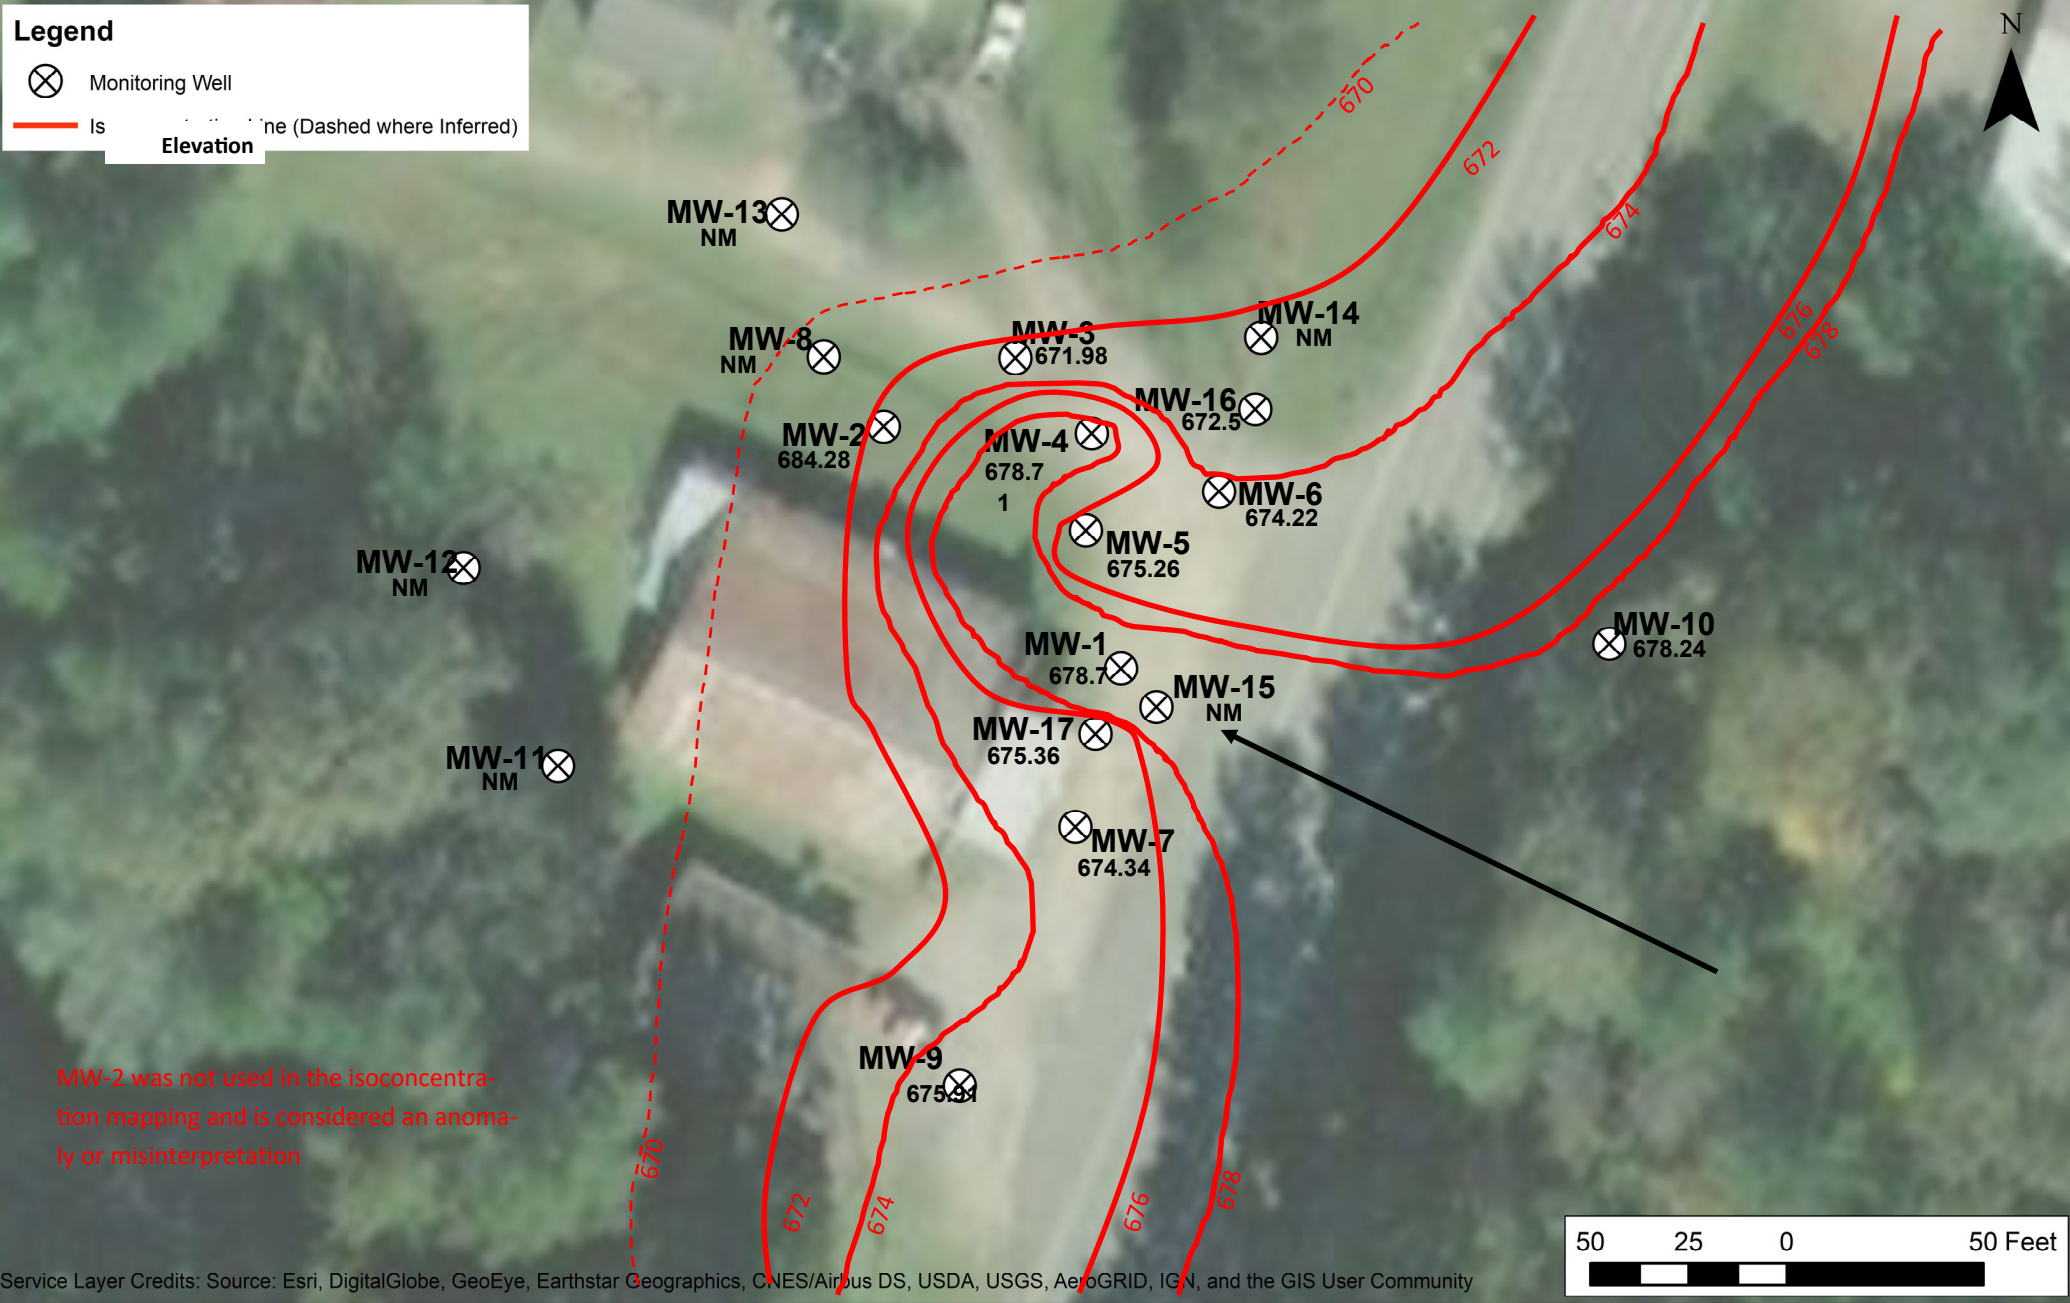 Legend
Monitoring Well
Is ne (Dashed where Inferred)
Elevation
N
670
672
674
676
678
MW-13
NM
MW-8
NM
MW-3
671.98
MW-14
NM
MW-16
672.5
MW-2
684.28
MW-4
678.7
1
MW-6
674.22
MW-5
675.26
MW-12
NM
MW-10
678.24
MW-1
678.7
MW-15
NM
MW-17
675.36
MW-11
NM
MW-7
674.34
MW-9
675.91
MW-2 was not used in the isoconcentra-
tion mapping and is considered an anoma-
ly or misinterpretation
670
672
674
676
678
50 25 0 50 Feet
Service Layer Credits: Source: Esri, DigitalGlobe, GeoEye, Earthstar Geographics, CNES/Airbus DS, USDA, USGS, AeroGRID, IGN, and the GIS User Community